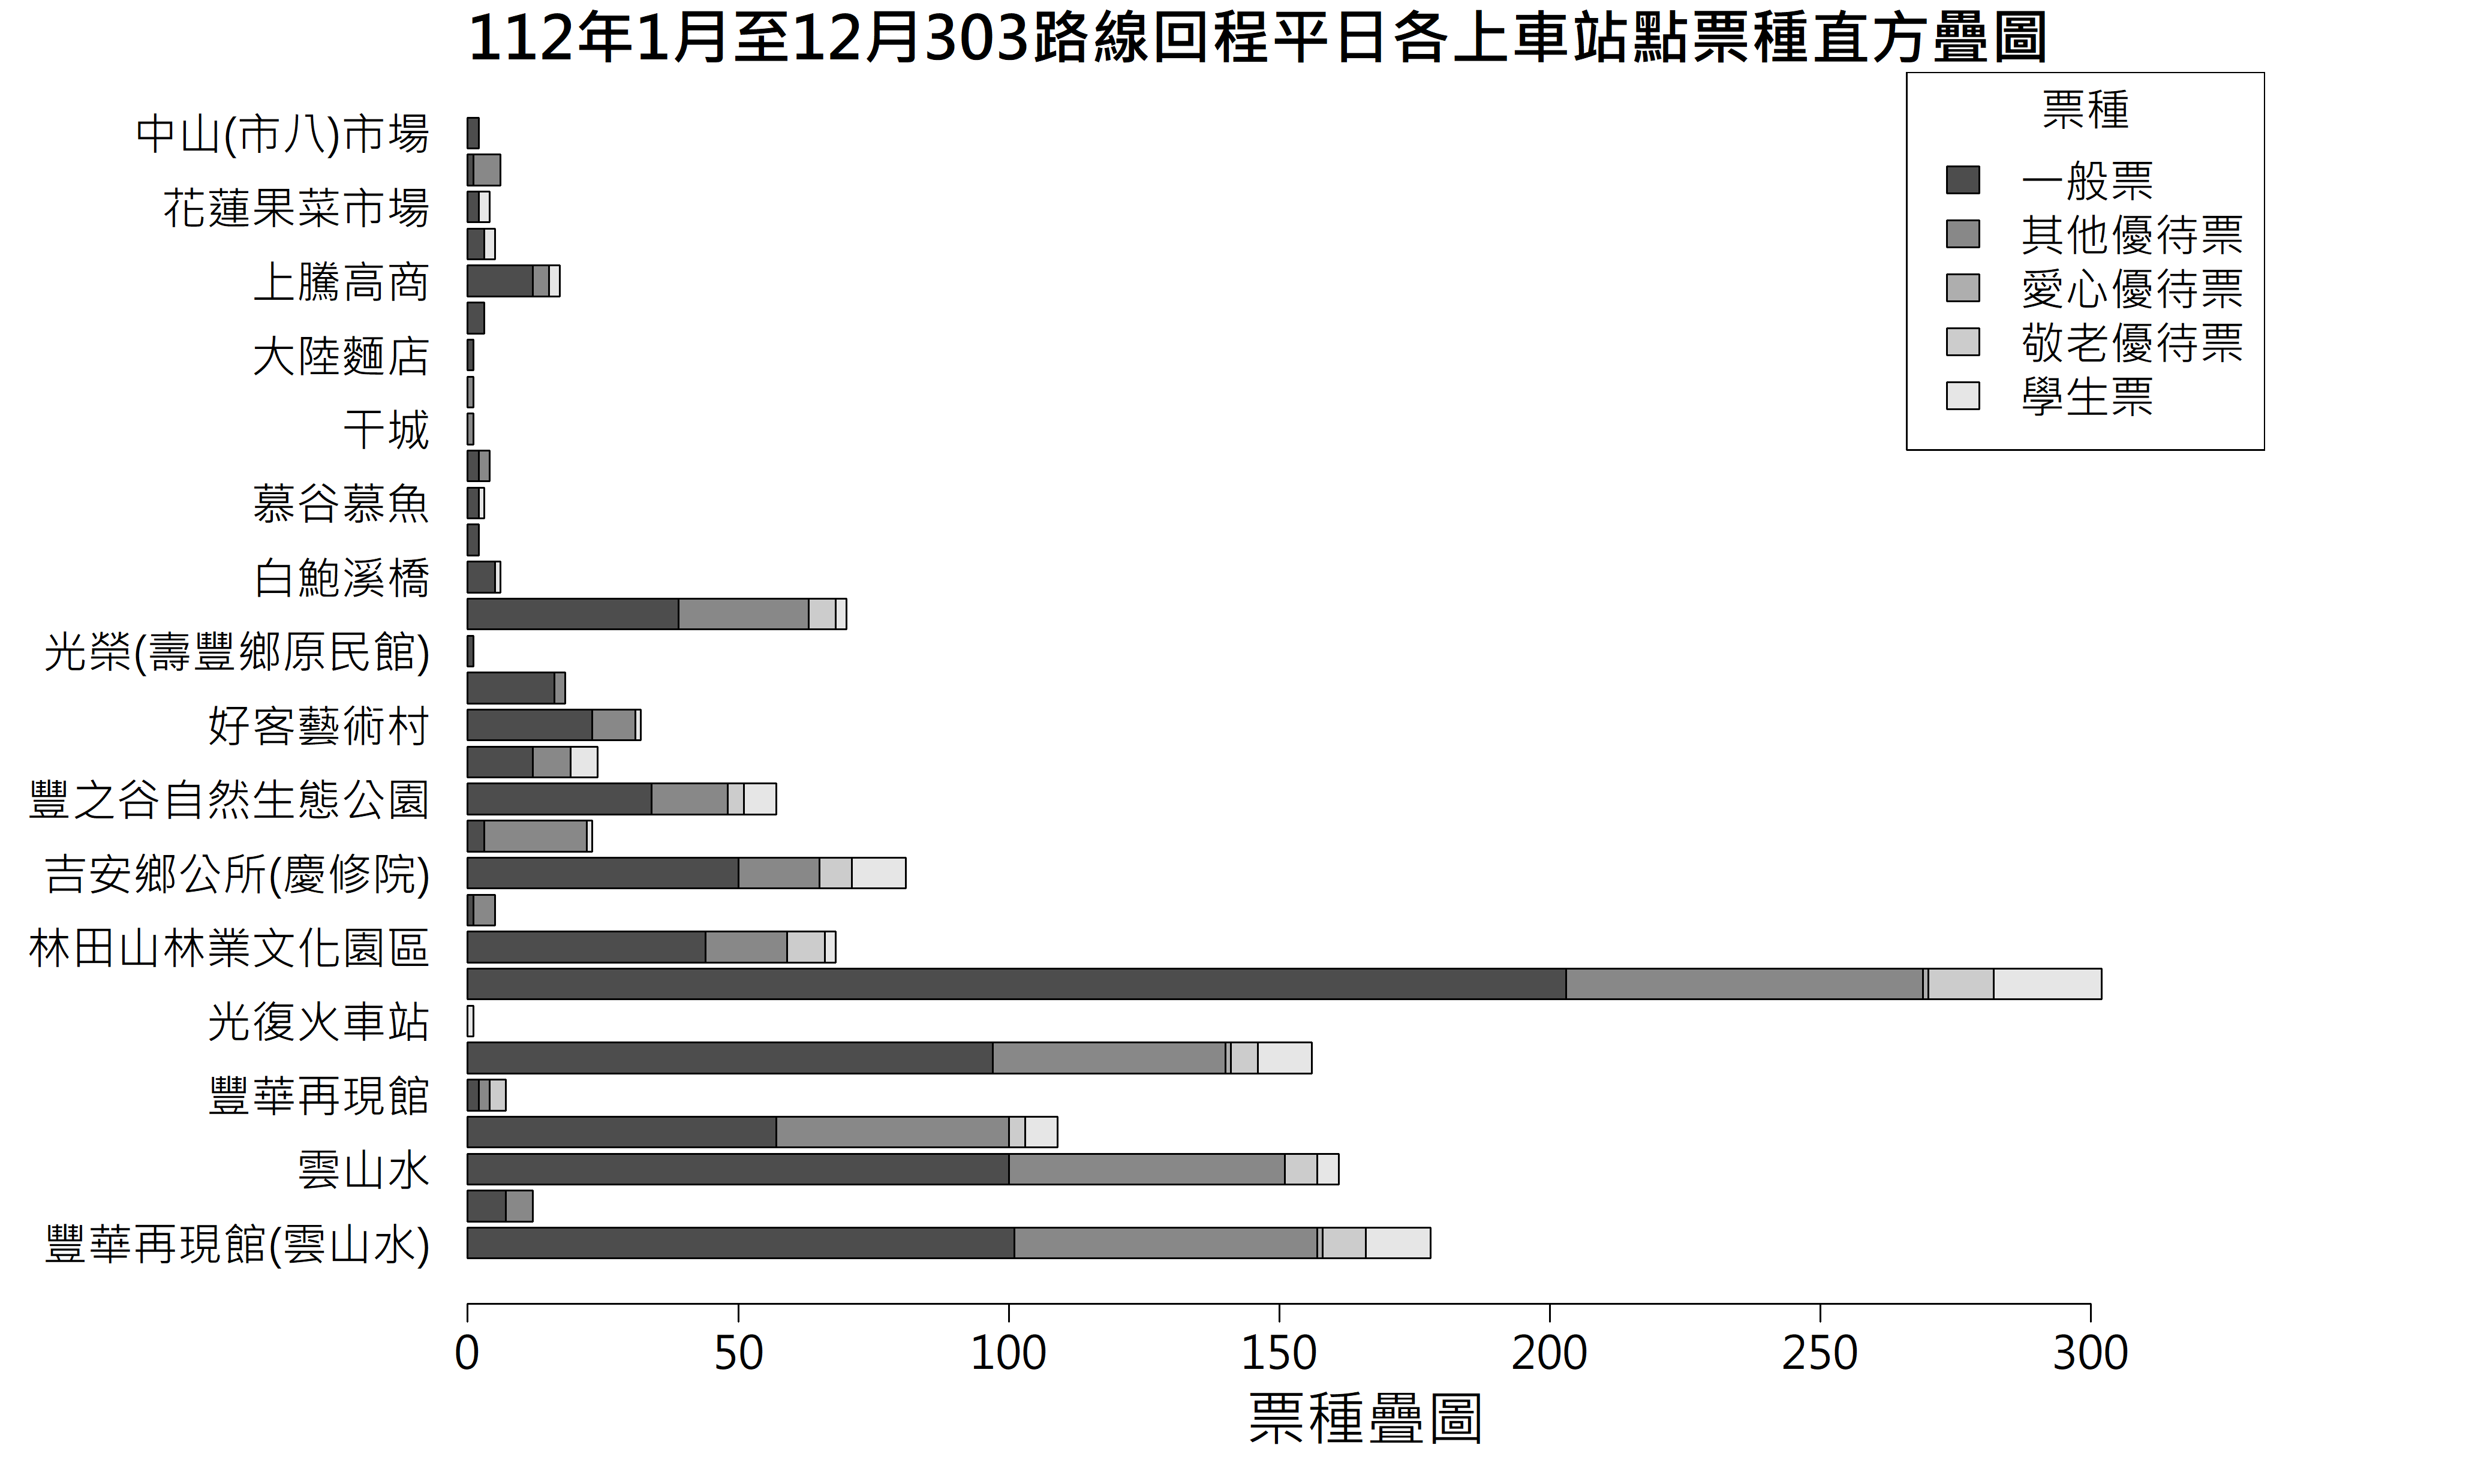 112年1月至12月303路線回程平日各上車站點票種直方疊圖
票種
一般票
其他優待票
愛心優待票
敬老優待票
學生票
中山(市八)市場
花蓮果菜市場
上騰高商
大陸麵店
干城
慕谷慕魚
白鮑溪橋
光榮(壽豐鄉原民館)
好客藝術村
豐之谷自然生態公園
吉安鄉公所(慶修院)
林田山林業文化園區
光復火車站
豐華再現館
雲山水
豐華再現館(雲山水)
0 50 100 150 200 250 300
票種疊圖